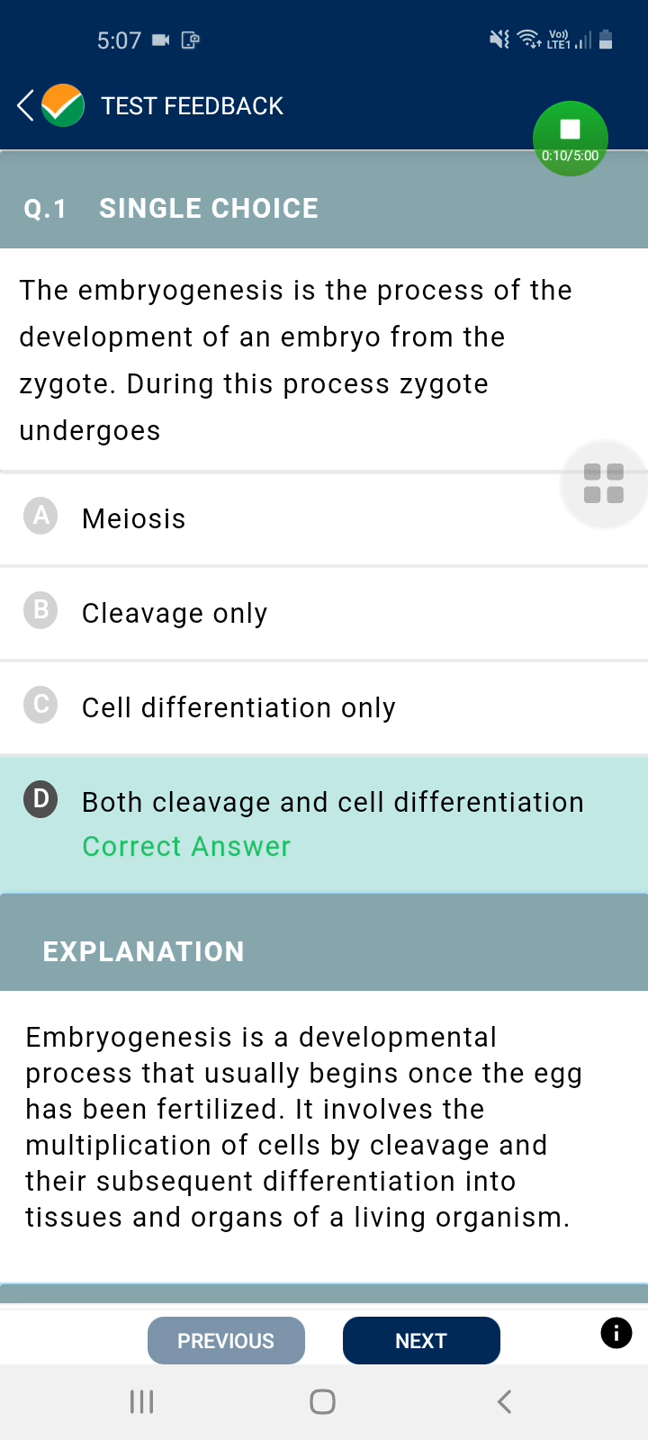 5:07
Vo))
LTE1
TEST FEEDBACK
0:10/5:00
Q.1 SINGLE CHOICE
The embryogenesis is the process of the
development of an embryo from the
zygote. During this process zygote
undergoes
A Meiosis
B Cleavage only
C Cell differentiation only
D Both cleavage and cell differentiation
Correct Answer
EXPLANATION
Embryogenesis is a developmental
process that usually begins once the egg
has been fertilized. It involves the
multiplication of cells by cleavage and
their subsequent differentiation into
tissues and organs of a living organism.
PREVIOUS NEXT